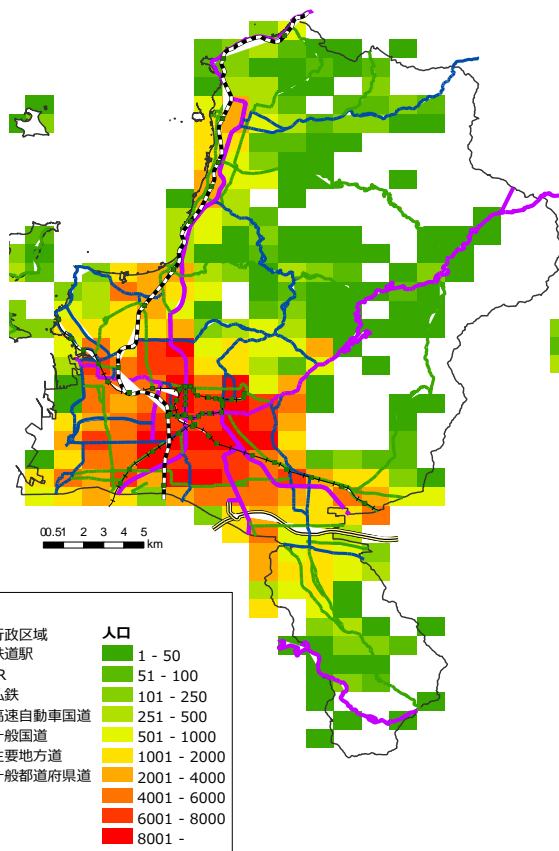 00.51 2 3 4 5
km
人口
行政区域
鉄道駅
R
私鉄
高速自動車国道
一般国道
主要地方道
一般都道府県道
1 - 50
51 - 100
101 - 250
251 - 500
501 - 1000
1001 - 2000
2001 - 4000
4001 - 6000
6001 - 8000
8001 -